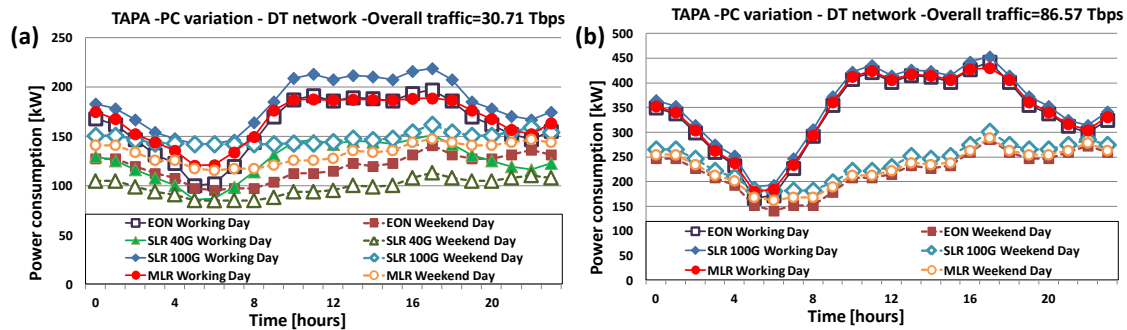 TAPA -PC variation - DT network -Overall traffic=30.71 Tbps
(a)
250
200
150
100
50
0
Power consumption [kW]
EON Working Day
EON Weekend Day
SLR 40G Working Day
SLR 40G Weekend Day
SLR 100G Working Day
SLR 100G Weekend Day
MLR Working Day
MLR Weekend Day
0 4 8 12 16 20
Time [hours]
TAPA -PC variation - DT network -Overall traffic=86.57 Tbps
(b)
500
450
400
350
300
250
200
150
100
50
0
Power consumption [kW]
EON Working Day
EON Weekend Day
SLR 100G Working Day
SLR 100G Weekend Day
MLR Working Day
MLR Weekend Day
0 4 8 12 16 20
Time [hours]